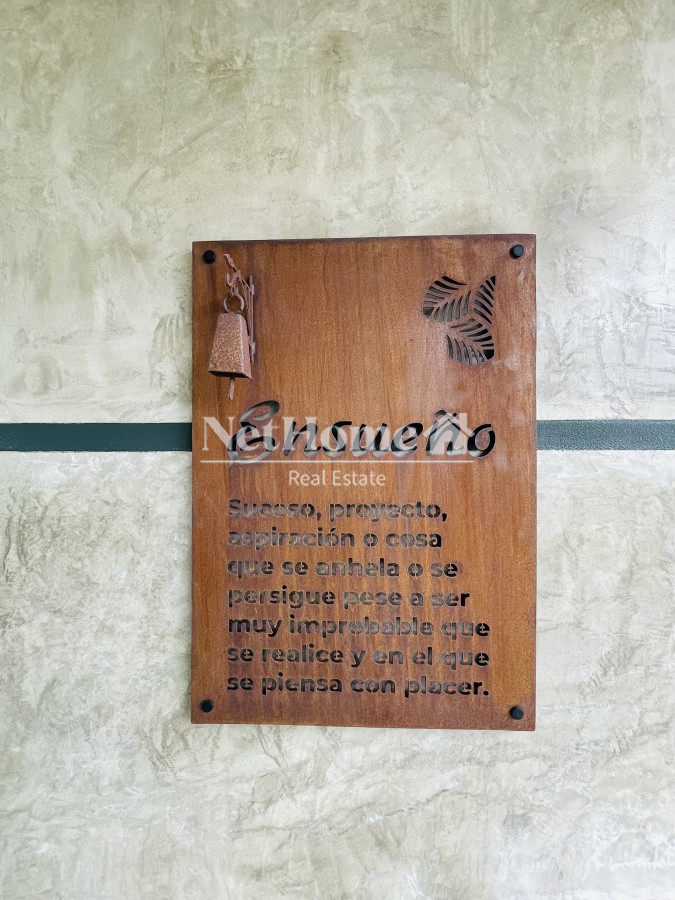 Ensueño
NetHome
Real Estate
Suceso, proyecto,
aspiración o cosa
que se anhela o se
persigue pese a ser
muy improbable que
se realice y en el que
se piensa con placer.